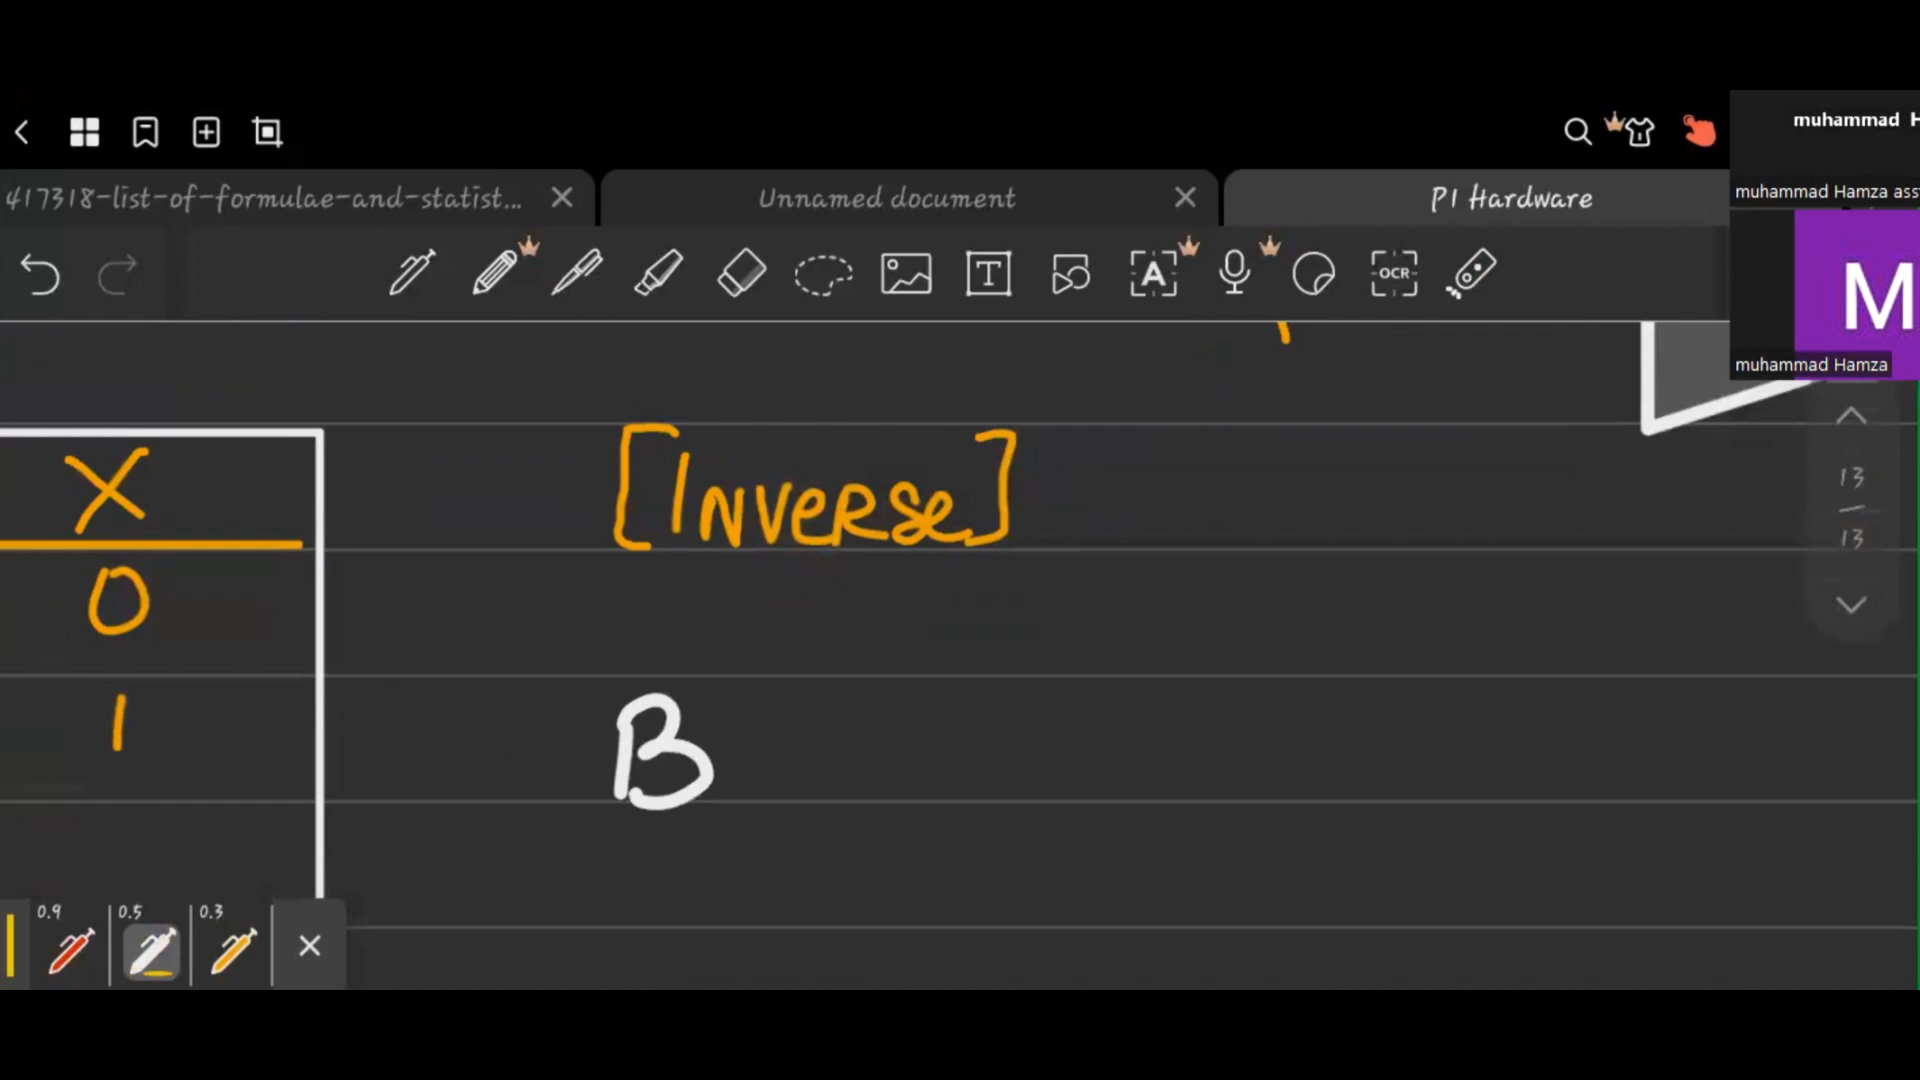 muhammad H
muhammad Hamza ass
417318-list-of-formulae-and-statist...
Unnamed document
P1 Hardware
T
A
OCR
M
muhammad Hamza
X
[Inverse]
0
1
B
13
13
0.9
0.5
0.3